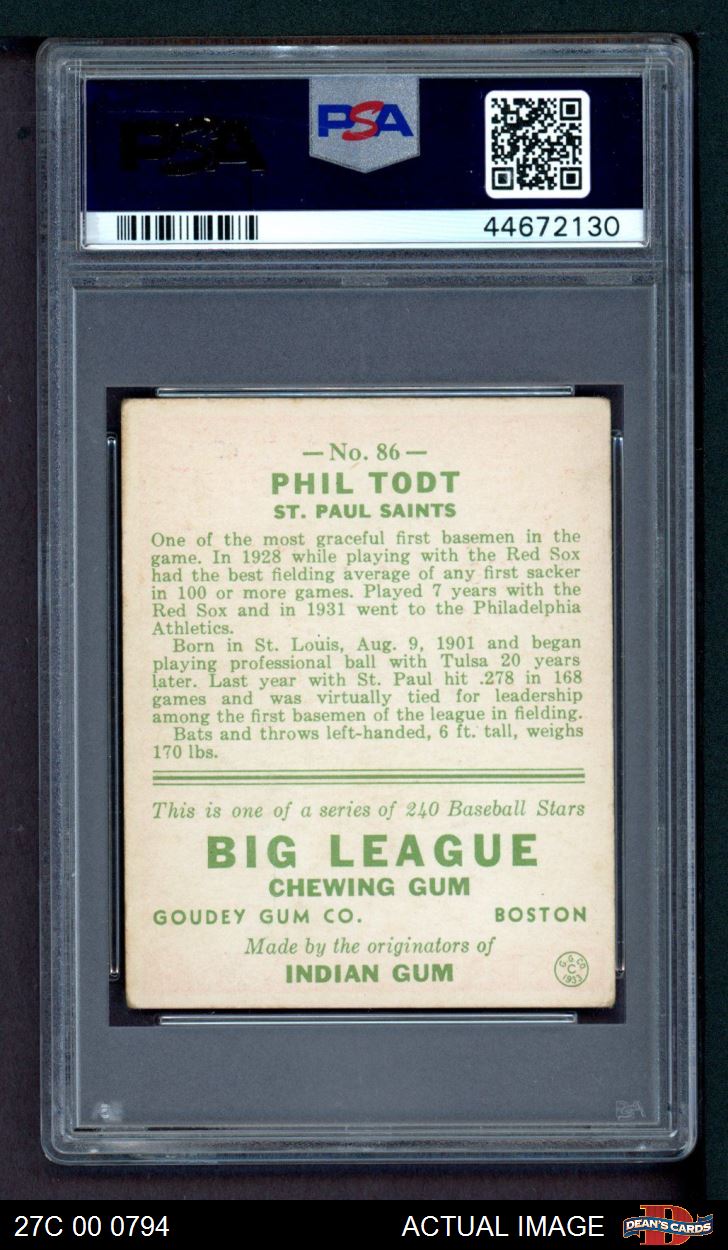 PSA
PSA
44672130
— No. 86 —
PHIL TODT
ST. PAUL SAINTS
One of the most graceful first basemen in the
game. In 1928 while playing with the Red Sox
had the best fielding average of any first sacker
in 100 or more games. Played 7 years with the
Red Sox and in 1931 went to the Philadelphia
Athletics.
Born in St. Louis, Aug. 9, 1901 and began
playing professional ball with Tulsa 20 years
later. Last year with St. Paul hit .278 in 168
games and was virtually tied for leadership
among the first basemen of the league in fielding.
Bats and throws left-handed, 6 ft. tall, weighs
170 lbs.
This is one of a series of 240 Baseball Stars
BIG LEAGUE
CHEWING GUM
GOUDEY GUM CO. BOSTON
Made by the originators of
INDIAN GUM
G. G. CO.
C
1933
PSA
27C 00 0794 ACTUAL IMAGE
D
DEAN'S CARDS